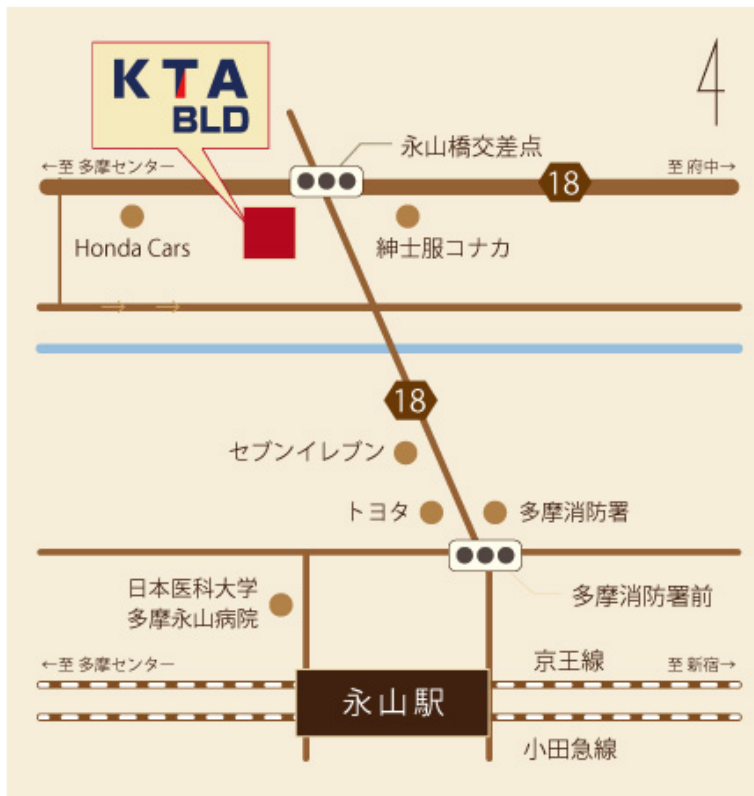 KTA
BLD
永山橋交差点
←至 多摩センター
18
至 府中→
Honda Cars
紳士服コナカ
18
セブンイレブン
トヨタ
多摩消防署
日本医科大学
多摩永山病院
多摩消防署前
←至 多摩センター
京王線
至 新宿→
永山駅
小田急線